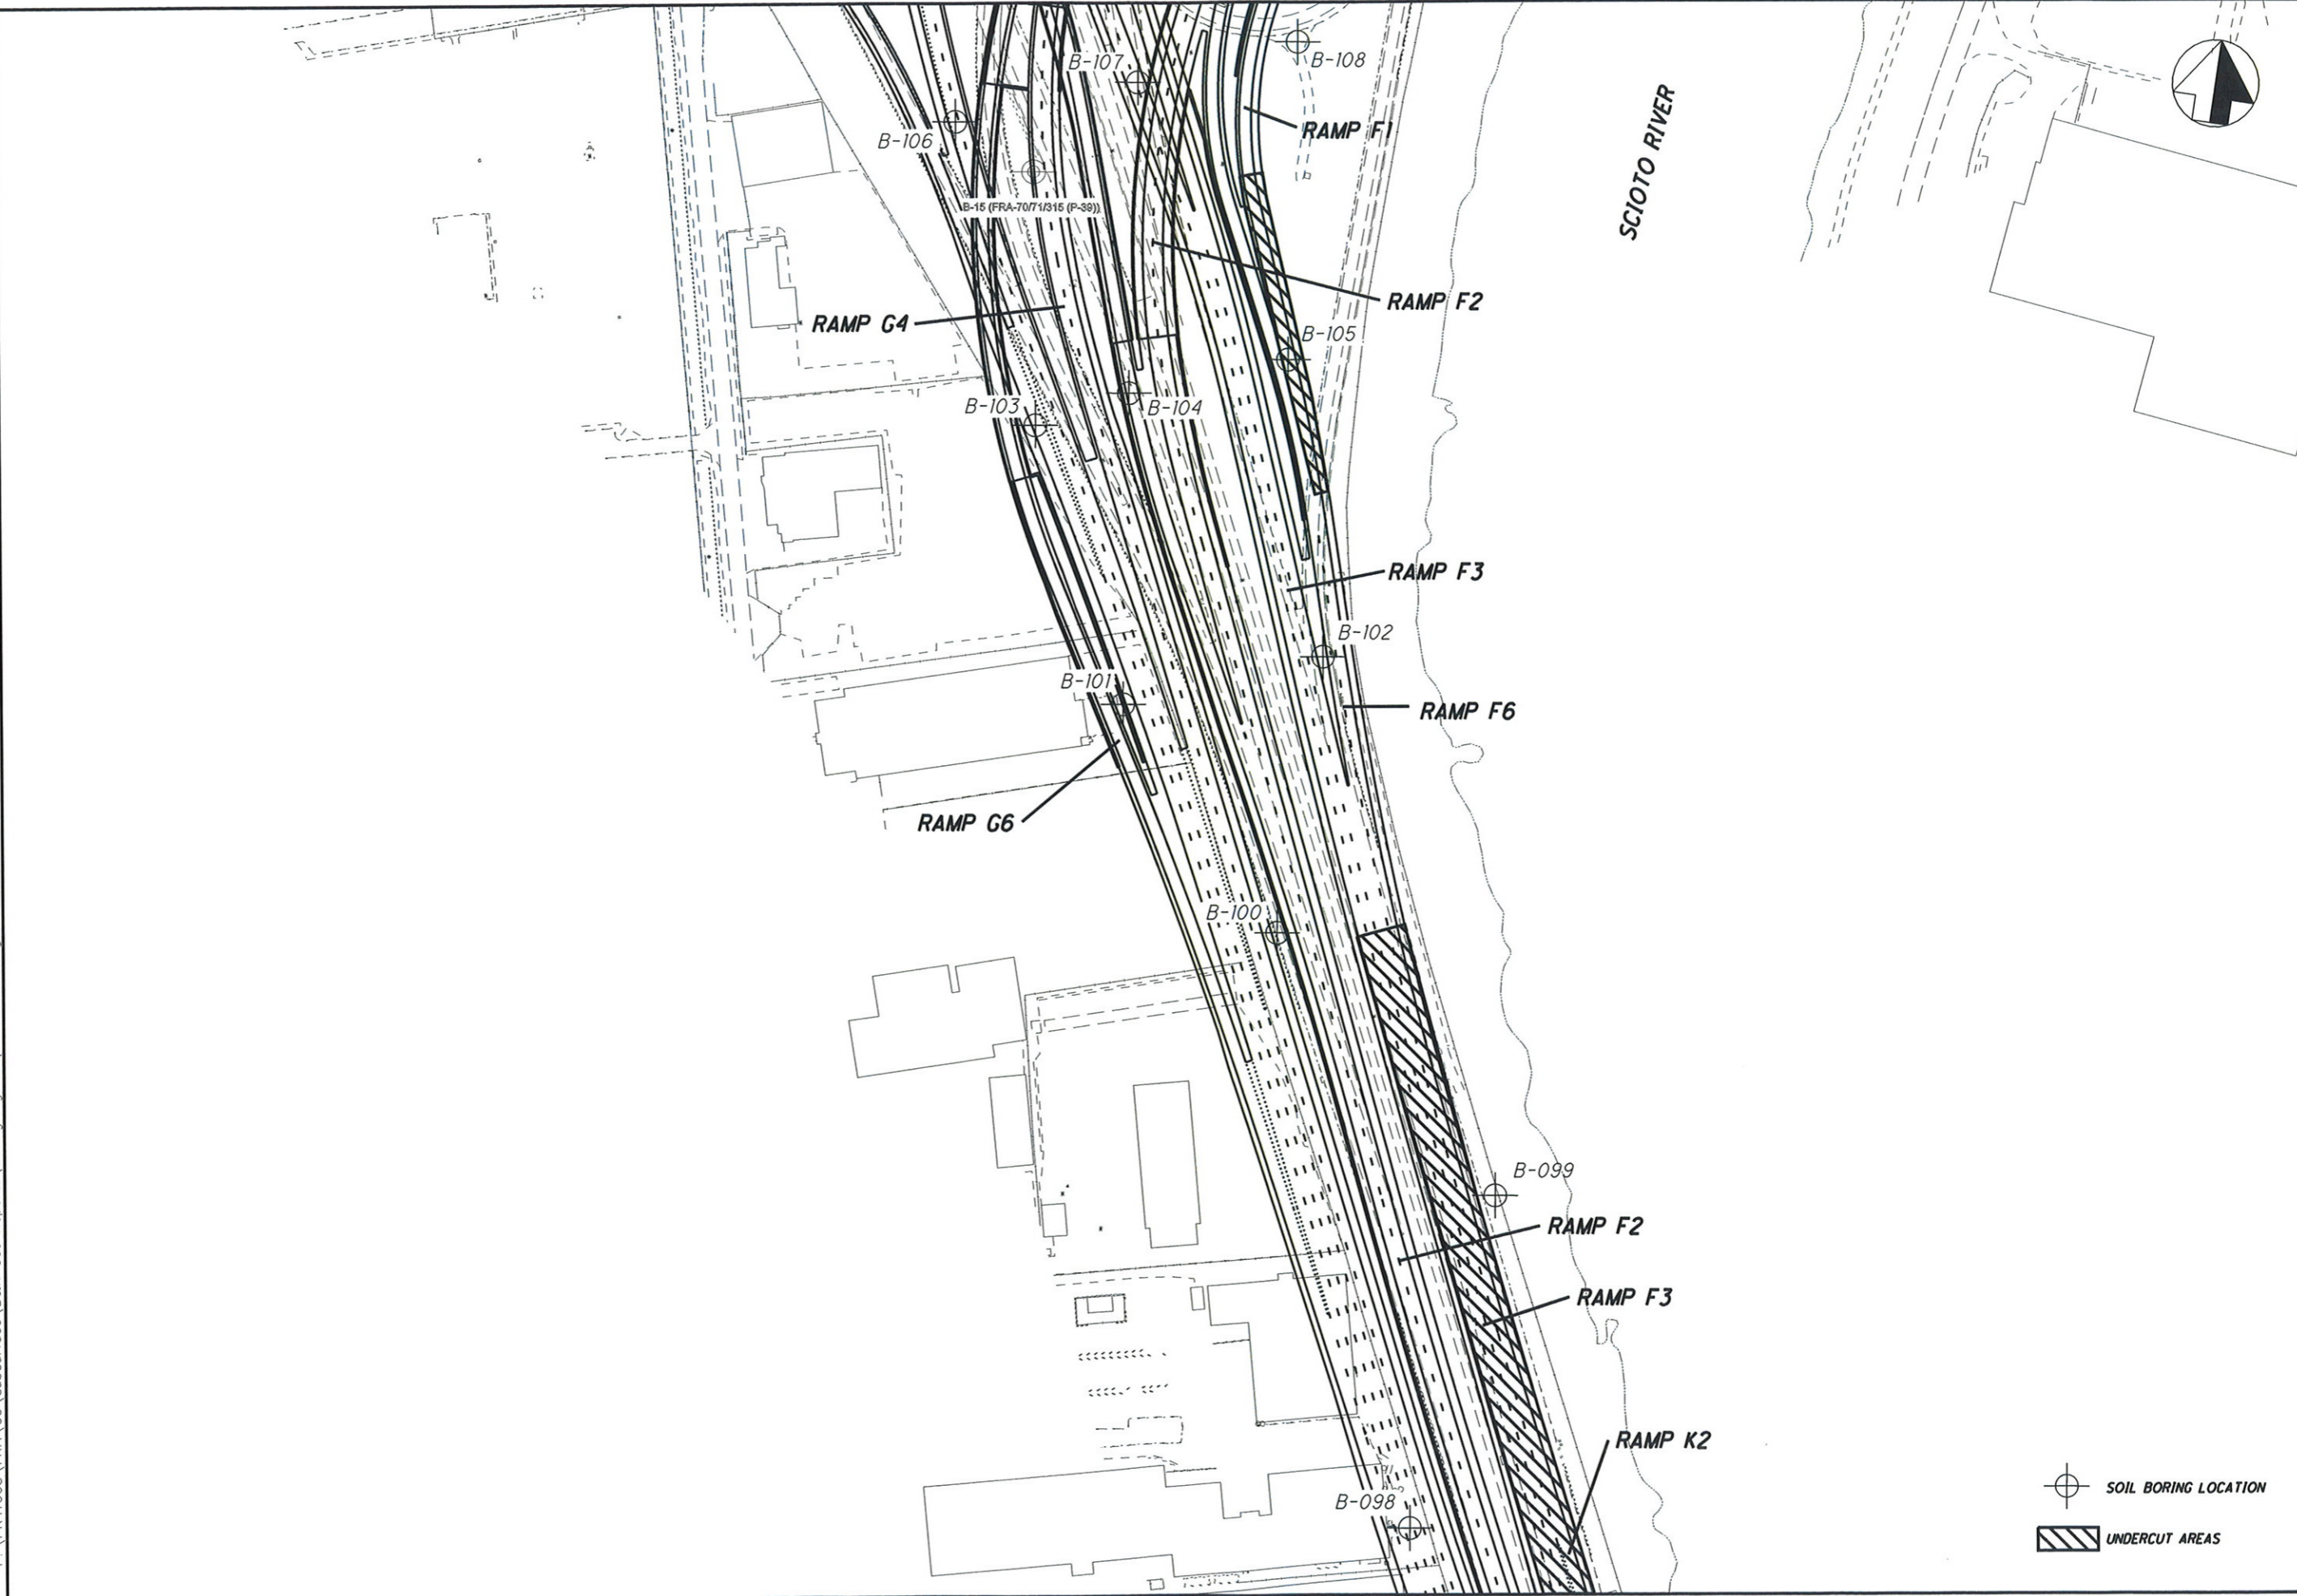 B-107
B-108
RAMP F1
B-106
SCIOTO RIVER
B-15 (FRA-70/71/315 (P-39))
RAMP F2
RAMP G4
B-105
B-103
B-104
RAMP F3
B-102
B-101
RAMP F6
RAMP G6
B-100
B-099
RAMP F2
RAMP F3
RAMP K2
B-098
SOIL BORING LOCATION
UNDERCUT AREAS